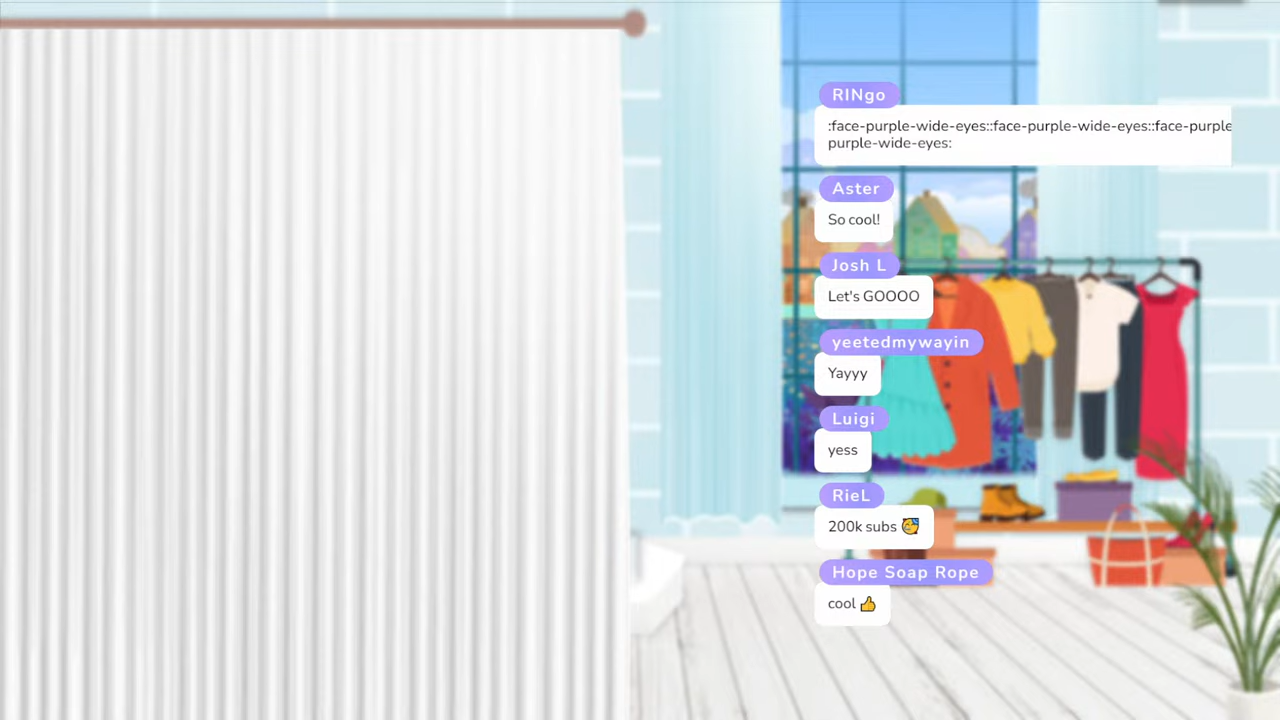 RINgo
:face-purple-wide-eyes::face-purple-wide-eyes::face-purple
purple-wide-eyes:
Aster
So cool!
Josh L
Let's GOOOO
yeetedmywayin
Yayyy
Luigi
yess
RieL
200k subs 🥳
Hope Soap Rope
cool 👍